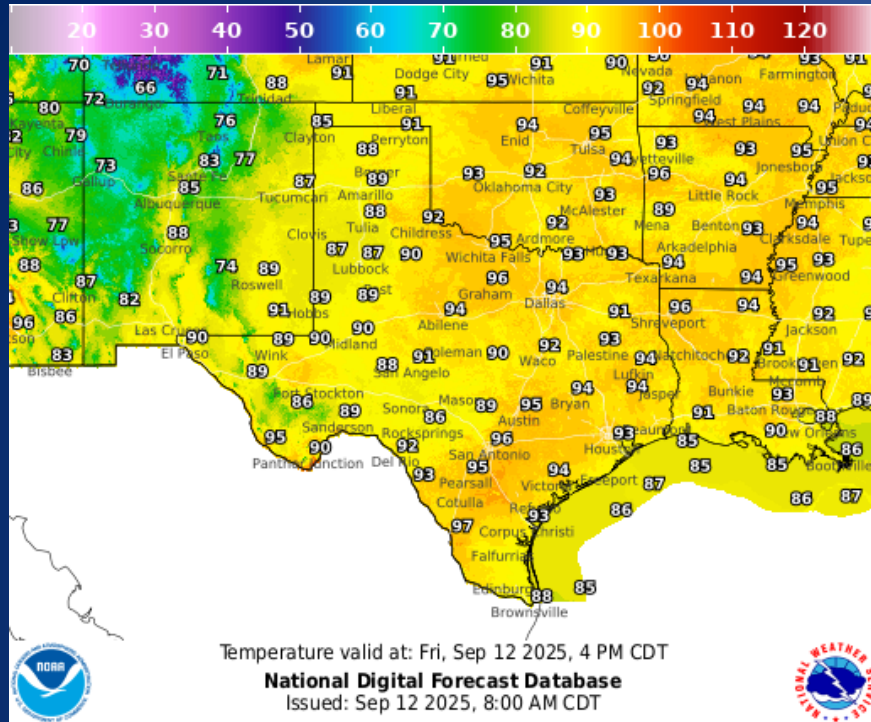 20 30 40 50 60 70 80 90 100 110 120
70 Lamar 91 91 90 90 93 91
66 71 88 91 Dodge City 95 Wichita 90 Nevada 94 Farmington
Durango Trinidad 91 92
80 72 Liberal Coffeyville Springfield 94 94 94
Kayenta 76 85 91 94 94 West Plains
79 Taos Clayton Perryton Enid 95 93 93 95
Chinle 83 77 88 Tulsa 94
73 Santa Fe 93 92 96 Jonesboro
Gallup 87 89 Oklahoma City 94
86 85 Tucumcari Amarillo 93 Little Rock 95
Albuquerque 88 McAlester 89 Memphis
77 88 Clovis Tulia Childress 92 92 Mena Benton 93 94
Show Low Socorro 87 87 90 95 Ardmore Arkadelphia Clarksdale
88 74 89 Lubbock Wichita Falls 93 93 94 95 93
87 Roswell 96 Texarkana 94 Greenwood
Clifton 82 89 89 Graham 94
86 91 Hobbs 94 Dallas 91 96 94 92
96 Abilene Shreveport Jackson
Las Cruces 90 89 90 90 92 93
83 El Paso Wink Midland 91 90 Waco Palestine 94 92 91 92
Bisbee 89 88 San Angelo Lufkin 91
Fort Stockton 94 94 Bunkie 93
86 89 Sonora 86 89 95 Bryan 91 Baton Rouge 88 89
Sanderson Rocksprings Austin
95 90 92 96 93 85 90 New Orleans
Del Rio San Antonio Houston 86
93 95 94 85 85
Pearsall Victoria Freeport 87 86 87
Cotulla
97 93 86
Corpus Christi
Falfurrias
Edinburg 88 85
Brownsville
Temperature valid at: Fri, Sep 12 2025, 4 PM CDT
National Digital Forecast Database
Issued: Sep 12 2025, 8:00 AM CDT
NOAA
NATIONAL WEATHER SERVICE